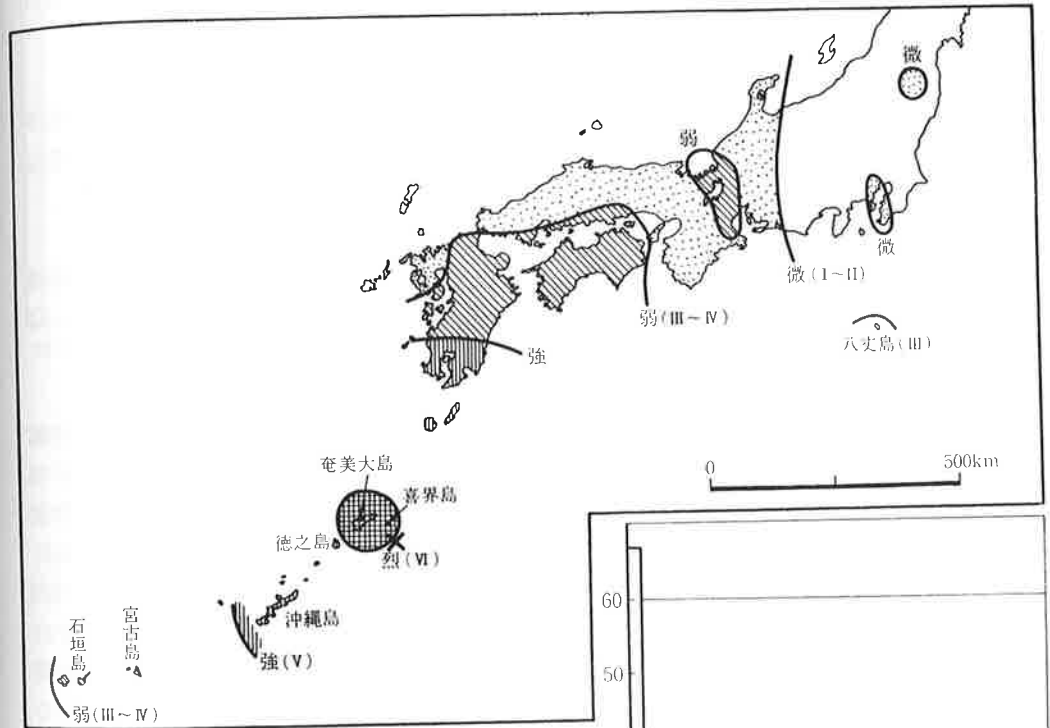 微
弱
微
微(I~II)
弱(III~IV)
八丈島(III)
強
0 500km
奄美大島
喜界島
徳之島
烈(VI)
沖縄島
強(V)
宮古島
石垣島
弱(III~IV)
60
50